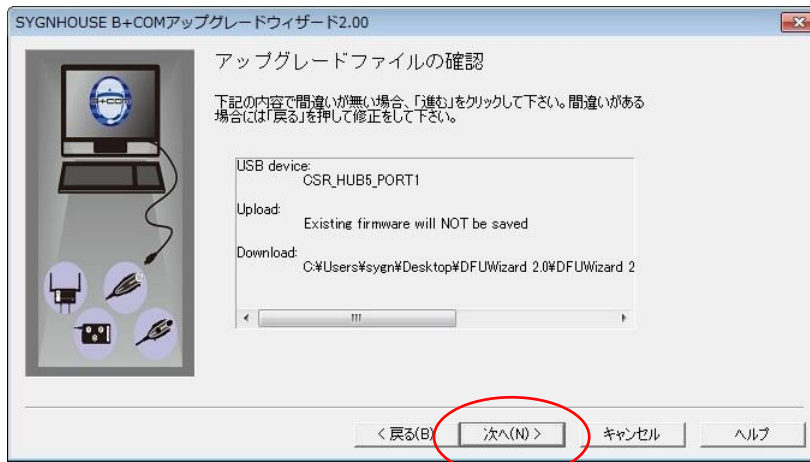 SYGNHOUSE B+COMアップグレードウィザード2.00
B+COM
アップグレードファイルの確認
下記の内容で間違いが無い場合、「進む」をクリックして下さい。間違いがある
場合には「戻る」を押して修正をして下さい。
USB device:
CSR_HUB5_PORT1
Upload:
Existing firmware will NOT be saved
Download:
C:¥Users¥sygn¥Desktop¥DFUWizard 2.0¥DFUWizard 2
< 戻る(B)
次へ(N) >
キャンセル
ヘルプ